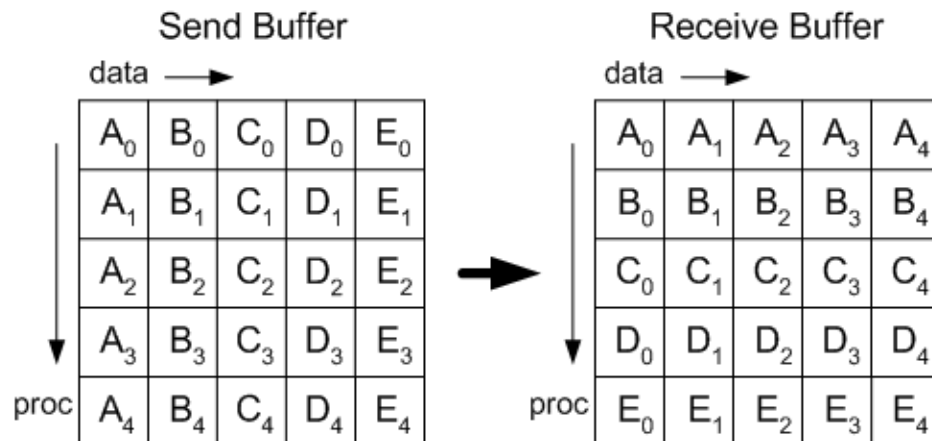 Send Buffer Receive Buffer
data data
A₀ B₀ C₀ D₀ E₀ A₀ A₁ A₂ A₃ A₄
A₁ B₁ C₁ D₁ E₁ B₀ B₁ B₂ B₃ B₄
A₂ B₂ C₂ D₂ E₂ C₀ C₁ C₂ C₃ C₄
A₃ B₃ C₃ D₃ E₃ D₀ D₁ D₂ D₃ D₄
proc A₄ B₄ C₄ D₄ E₄ proc E₀ E₁ E₂ E₃ E₄